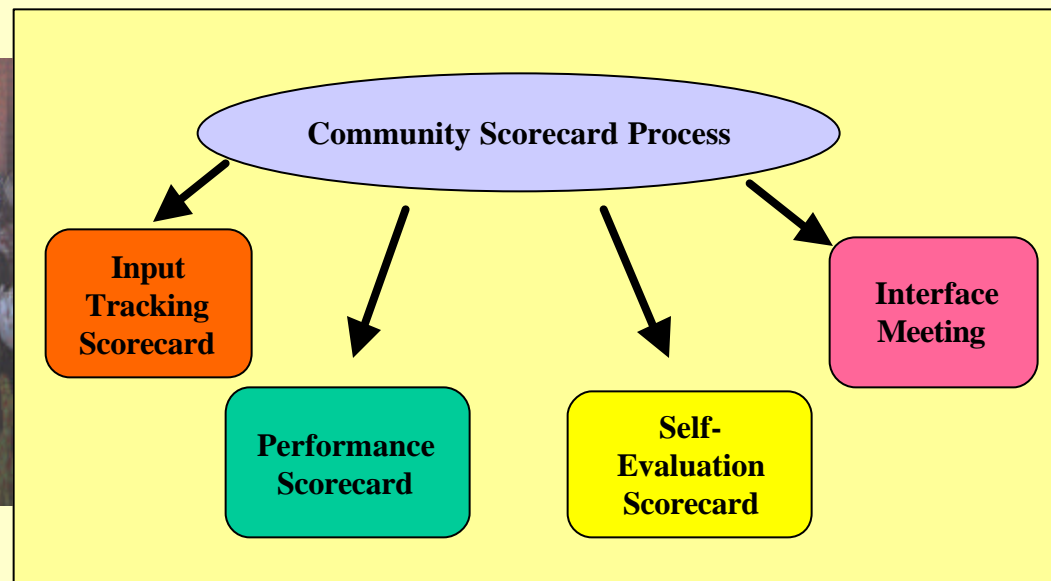 Community Scorecard Process
Input
Tracking
Scorecard
Performance
Scorecard
Self-
Evaluation
Scorecard
Interface
Meeting